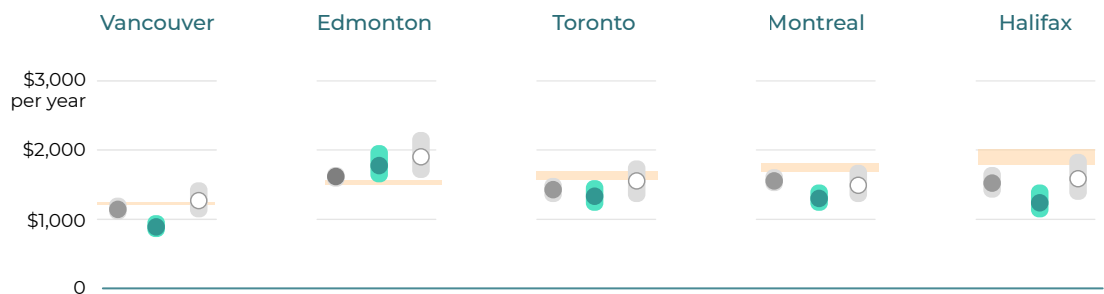 Vancouver Edmonton Toronto Montreal Halifax
$3,000
per year
$2,000
$1,000
0